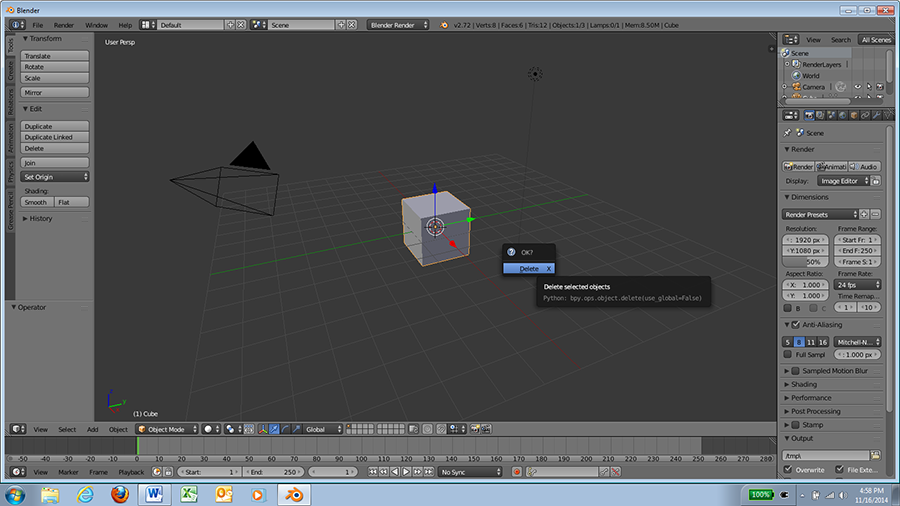 Blender
File Render Window Help Default Scene Blender Render v2.72 | Verts:8 | Faces:6 | Tris:12 | Objects:1/3 | Lamps:0/1 | Mem:8.50M | Cube
Tools
Create
Relations
Animation
Physics
Grease Pencil
Transform
Translate
Rotate
Scale
Mirror
Edit
Duplicate
Duplicate Linked
Delete
Join
Set Origin
Shading:
Smooth Flat
History
Operator
User Persp
OK?
Delete X
Delete selected objects
Python: bpy.ops.object.delete(use_global=False)
z
y
(1) Cube
View Select Add Object Object Mode Global
-50 -40 -30 -20 -10 0 10 20 30 40 50 60 70 80 90 100 110 120 130 140 150 160 170 180 190 200 210 220 230 240 250 260 270 280
View Marker Frame Playback Start: 1 End: 250 1 No Sync
View Search All Scenes
Scene
RenderLayers
World
Camera
Scene
Render
Render Animati Audio
Display: Image Editor
Dimensions
Render Presets
Resolution: Frame Range:
: 1920 px Start Fr: 1
Y:1080 px End F: 250
50% Frame S: 1
Aspect Ratio: Frame Rate:
X: 1.000 24 fps
Y: 1.000 Time Remap...
B C 1 10
Anti-Aliasing
5 8 11 16 Mitchell-N...
Full Sampl : 1.000 px
Sampled Motion Blur
Shading
Performance
Post Processing
Stamp
Output
/tmp\
Overwrite File Exte...
100% 4:58 PM
11/16/2014